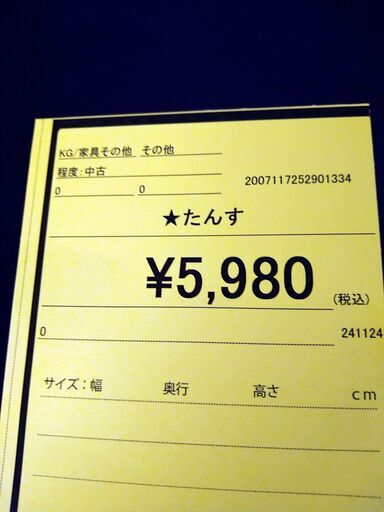 KG/家具その他 その他
程度:中古
0 0 2007117252901334
★たんす
¥5,980 (税込)
0 241124
サイズ:幅 奥行 高さ cm